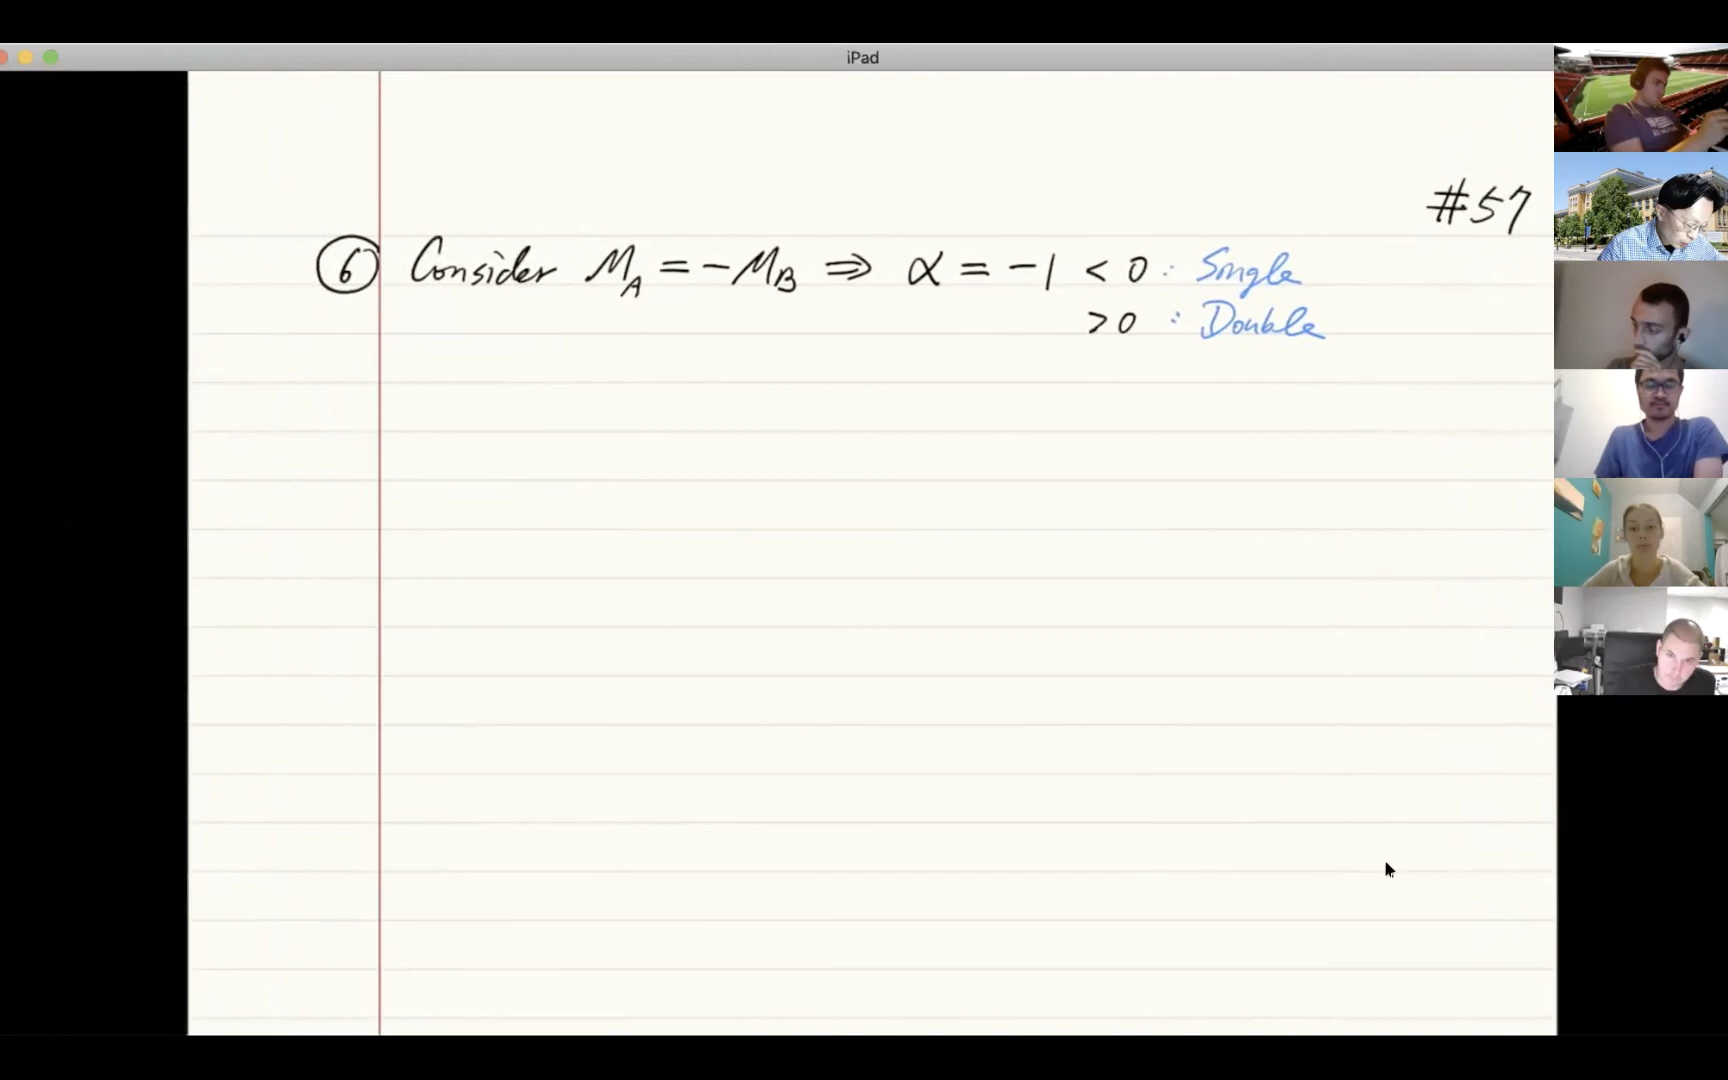 iPad
#57
⑥ Consider M_A = -M_B ⇒ α = -1 < 0 : Single
> 0 : Double